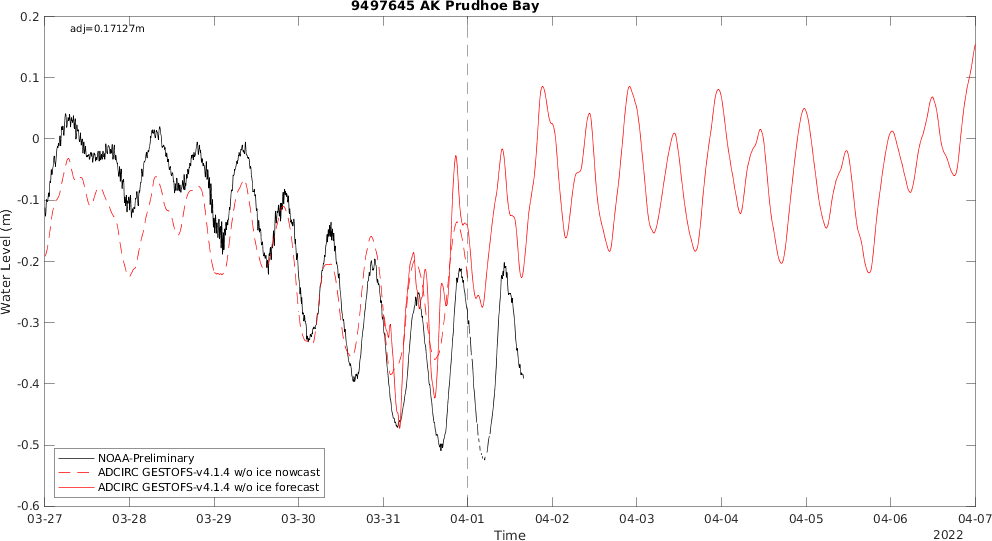 9497645 AK Prudhoe Bay
adj=0.17127m
0.2
0.1
0
-0.1
-0.2
-0.3
-0.4
-0.5
-0.6
Water Level (m)
NOAA-Preliminary
ADCIRC GESTOFS-v4.1.4 w/o ice nowcast
ADCIRC GESTOFS-v4.1.4 w/o ice forecast
03-27 03-28 03-29 03-30 03-31 04-01 04-02 04-03 04-04 04-05 04-06 04-07
Time
2022